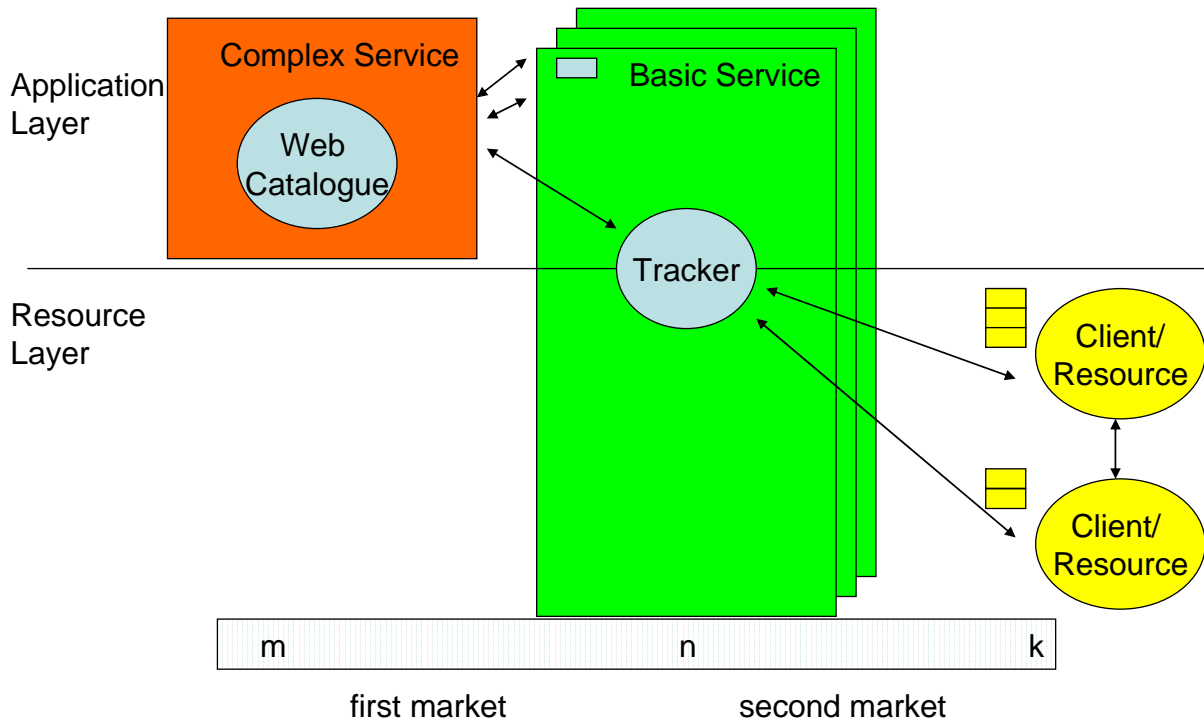 Complex Service
Basic Service
Application
Layer
Web
Catalogue
Tracker
Resource
Layer
Client/
Resource
Client/
Resource
m
n
k
first market
second market